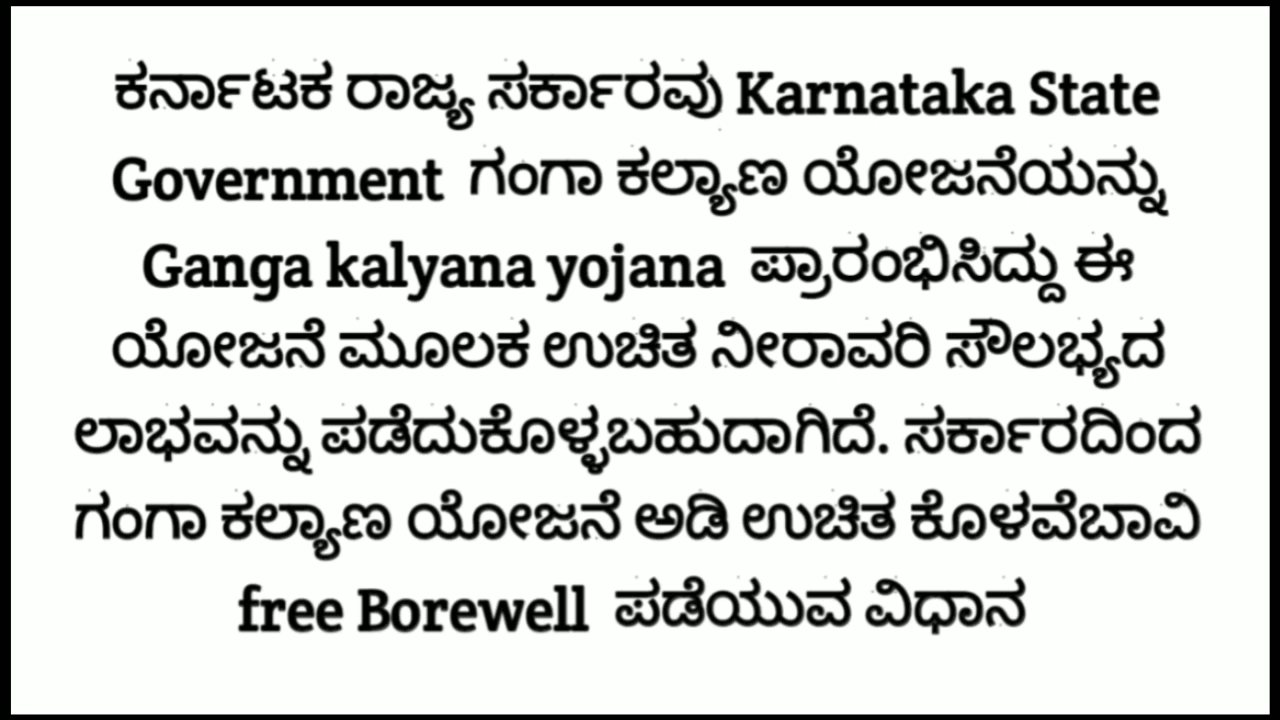 ಕರ್ನಾಟಕ ರಾಜ್ಯ ಸರ್ಕಾರವು Karnataka State
Government ಗಂಗಾ ಕಲ್ಯಾಣ ಯೋಜನೆಯನ್ನು
Ganga kalyana yojana ಪ್ರಾರಂಭಿಸಿದ್ದು ಈ
ಯೋಜನೆ ಮೂಲಕ ಉಚಿತ ನೀರಾವರಿ ಸೌಲಭ್ಯದ
ಲಾಭವನ್ನು ಪಡೆದುಕೊಳ್ಳಬಹುದಾಗಿದೆ. ಸರ್ಕಾರದಿಂದ
ಗಂಗಾ ಕಲ್ಯಾಣ ಯೋಜನೆ ಅಡಿ ಉಚಿತ ಕೊಳವೆಬಾವಿ
free Borewell ಪಡೆಯುವ ವಿಧಾನ